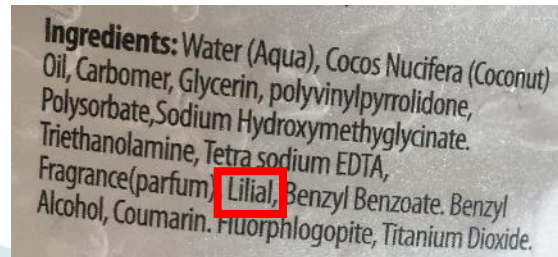 Ingredients: Water (Aqua), Cocos Nucifera (Coconut)
Oil, Carbomer, Glycerin, polyvinylpyrrolidone,
Polysorbate,Sodium Hydroxymethyglycinate.
Triethanolamine, Tetra sodium EDTA,
Fragrance(parfum) Lilial, Benzyl Benzoate. Benzyl
Alcohol, Coumarin. Fluorphlogopite, Titanium Dioxide.